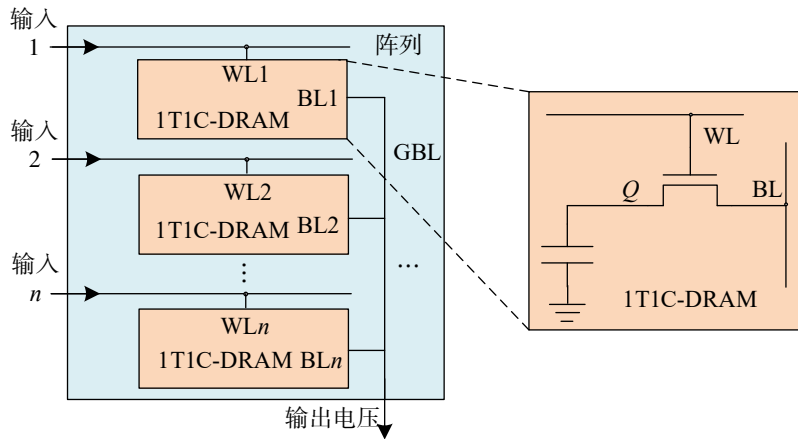 输入
1
阵列
WL1
BL1
1T1C-DRAM
输入
2
GBL
WL2
1T1C-DRAM BL2
⋮
...
输入
n
WLn
1T1C-DRAM BLn
输出电压
WL
Q
BL
1T1C-DRAM